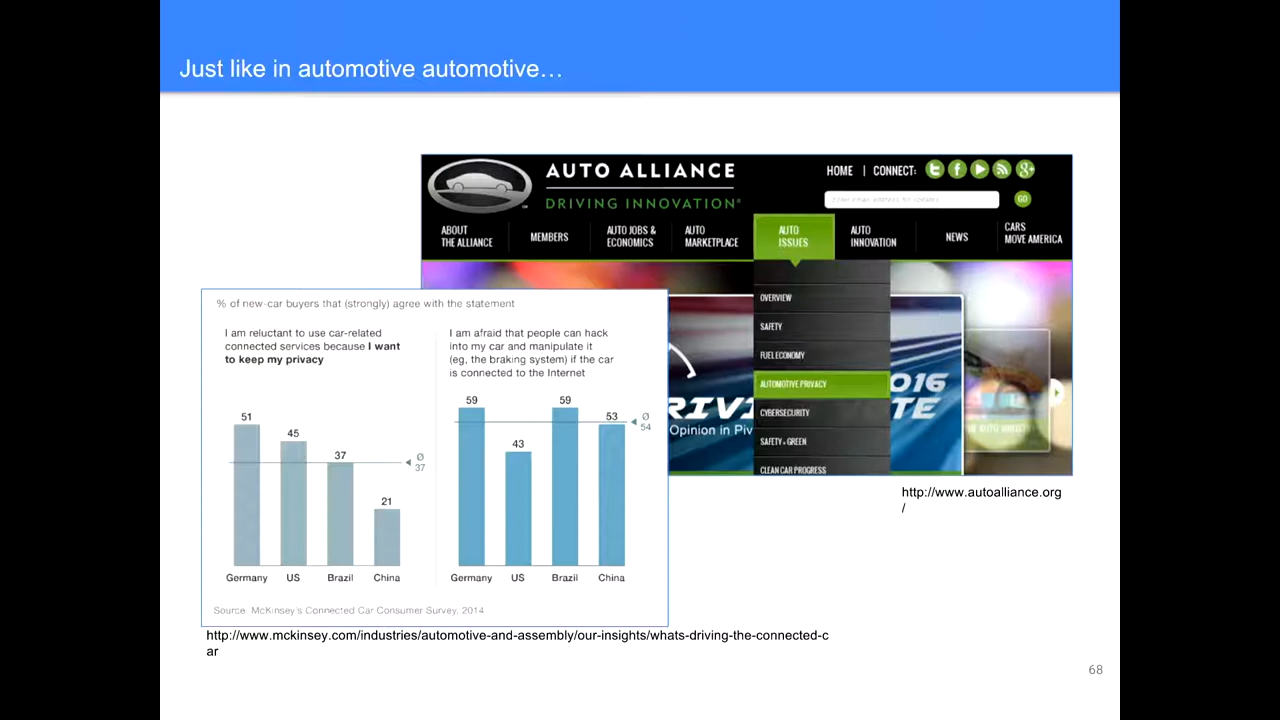 Just like in automotive automotive…
AUTO ALLIANCE
DRIVING INNOVATION®
HOME | CONNECT:
GO
ABOUT
THE ALLIANCE
MEMBERS
AUTO JOBS &
ECONOMICS
AUTO
MARKETPLACE
AUTO
ISSUES
AUTO
INNOVATION
NEWS
CARS
MOVE AMERICA
OVERVIEW
SAFETY
FUEL ECONOMY
AUTOMOTIVE PRIVACY
CYBERSECURITY
SAFETY + GREEN
CLEAN CAR PROGRESS
RIVI
016
TE
Opinion in Piv
http://www.autoalliance.org
/
% of new-car buyers that (strongly) agree with the statement
I am reluctant to use car-related
connected services because I want
to keep my privacy
51
45
37
21
Ø
37
Germany US Brazil China
I am afraid that people can hack
into my car and manipulate it
(eg, the braking system) if the car
is connected to the Internet
59
43
59
53
Ø
54
Germany US Brazil China
Source: McKinsey's Connected Car Consumer Survey, 2014
http://www.mckinsey.com/industries/automotive-and-assembly/our-insights/whats-driving-the-connected-c
ar
68